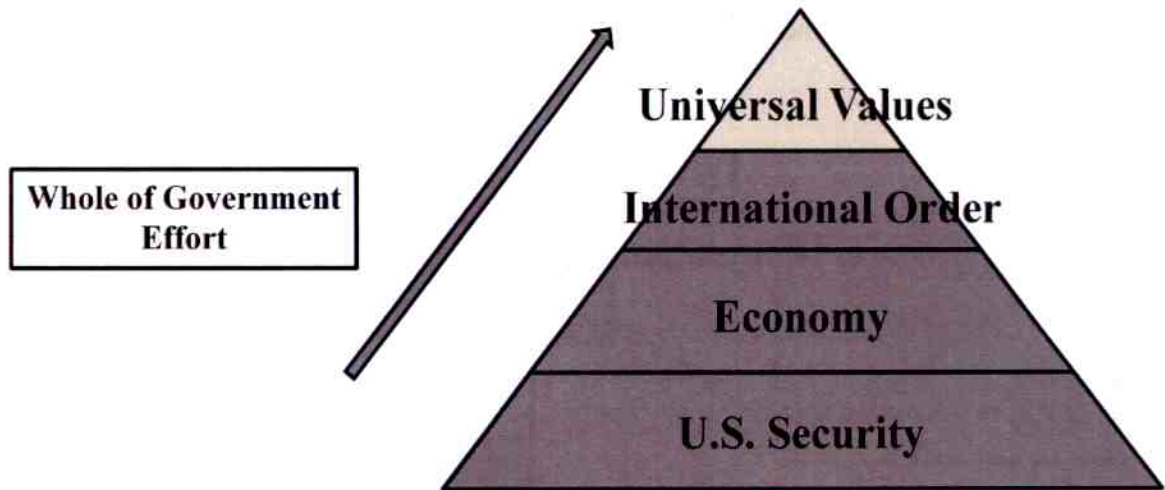 Universal Values
Whole of Government
Effort
International Order
Economy
U.S. Security